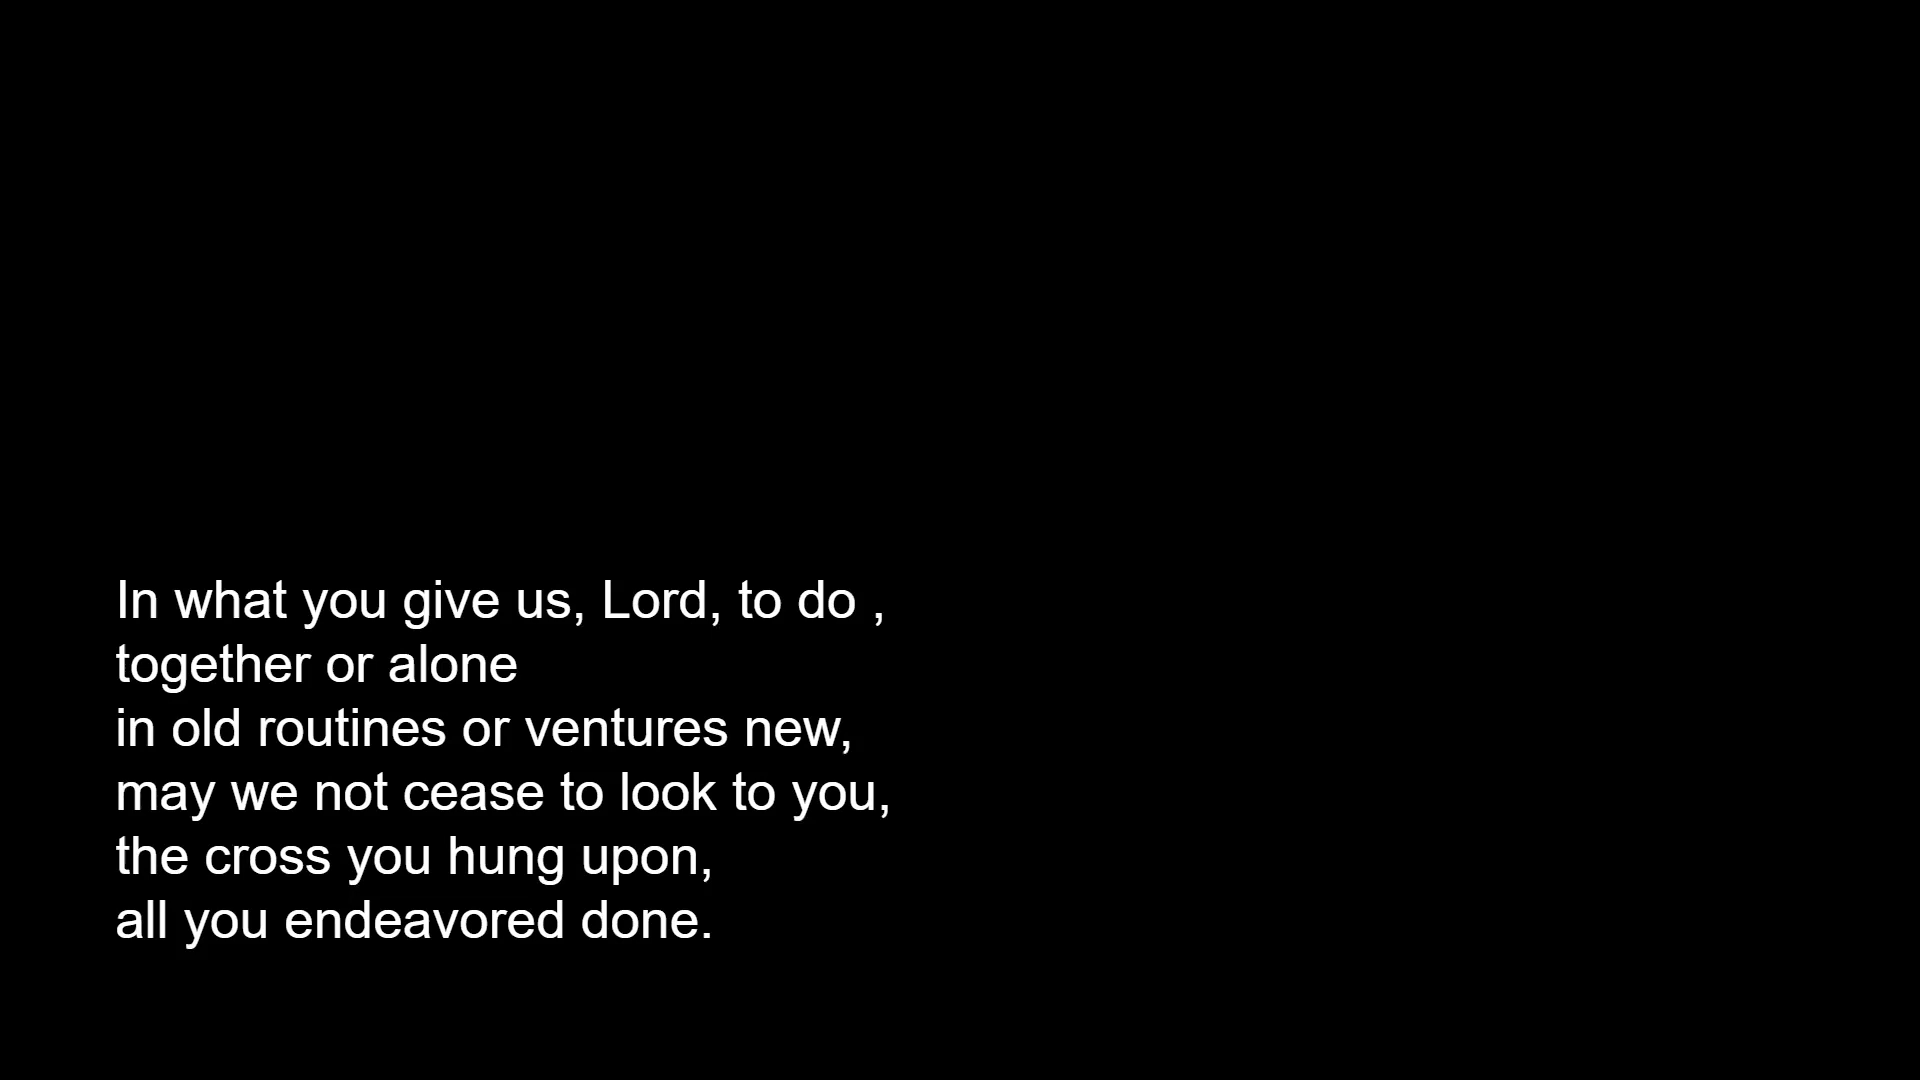 In what you give us, Lord, to do ,
together or alone
in old routines or ventures new,
may we not cease to look to you,
the cross you hung upon,
all you endeavored done.